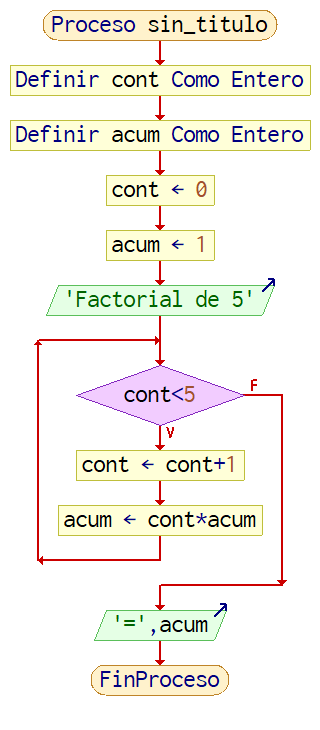 Proceso sin_titulo
Definir cont Como Entero
Definir acum Como Entero
cont ← 0
acum ← 1
'Factorial de 5'
cont<5
F
V
cont ← cont+1
acum ← cont*acum
'=',acum
FinProceso